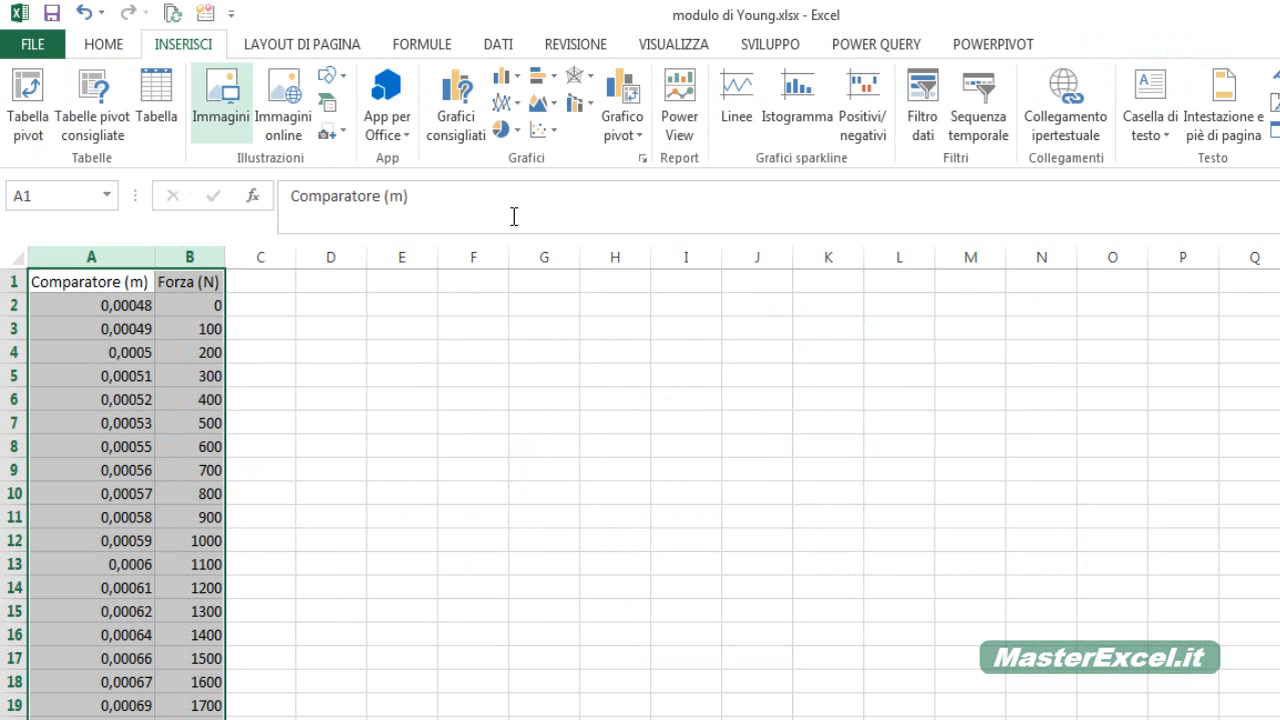 modulo di Young.xlsx - Excel
FILE HOME INSERISCI LAYOUT DI PAGINA FORMULE DATI REVISIONE VISUALIZZA SVILUPPO POWER QUERY POWERPIVOT
Tabella pivot
Tabelle pivot consigliate
Tabella
Immagini
Immagini online
App per Office
Grafici consigliati
Grafico pivot
Power View
Linee
Istogramma
Positivi/ negativi
Filtro dati
Sequenza temporale
Collegamento ipertestuale
Casella di testo
Intestazione e piè di pagina
Tabelle Illustrazioni App Grafici Report Grafici sparkline Filtri Collegamenti Testo
A1 fx Comparatore (m)
A B C D E F G H I J K L M N O P Q
1 Comparatore (m) Forza (N)
2 0,00048 0
3 0,00049 100
4 0,0005 200
5 0,00051 300
6 0,00052 400
7 0,00053 500
8 0,00055 600
9 0,00056 700
10 0,00057 800
11 0,00058 900
12 0,00059 1000
13 0,0006 1100
14 0,00061 1200
15 0,00062 1300
16 0,00064 1400
17 0,00066 1500
18 0,00067 1600
19 0,00069 1700
MasterExcel.it